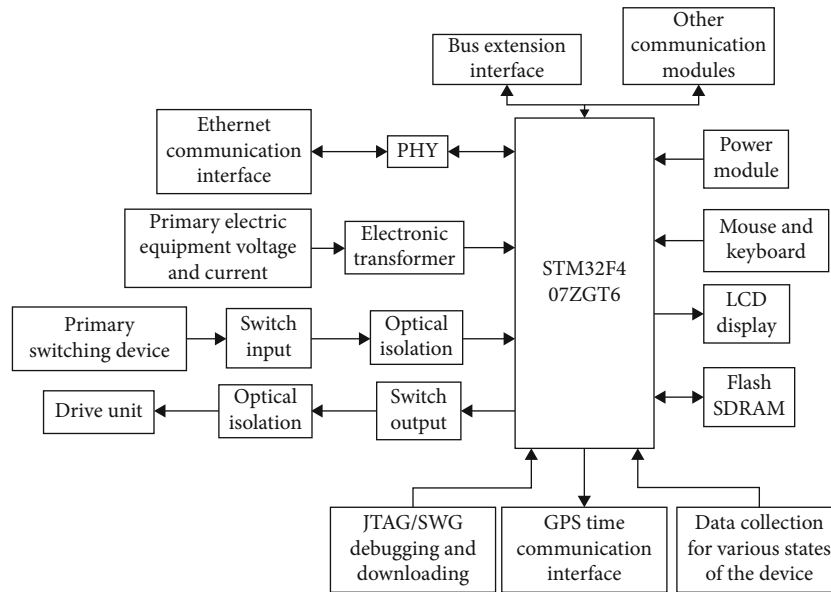 Bus extension
interface
Other
communication
modules
Ethernet
communication
interface
PHY
Power
module
Primary electric
equipment voltage
and current
Electronic
transformer
STM32F4
07ZGT6
Mouse and
keyboard
Primary
switching device
Switch
input
Optical
isolation
LCD
display
Drive unit
Optical
isolation
Switch
output
Flash
SDRAM
JTAG/SWG
debugging and
downloading
GPS time
communication
interface
Data collection
for various states
of the device